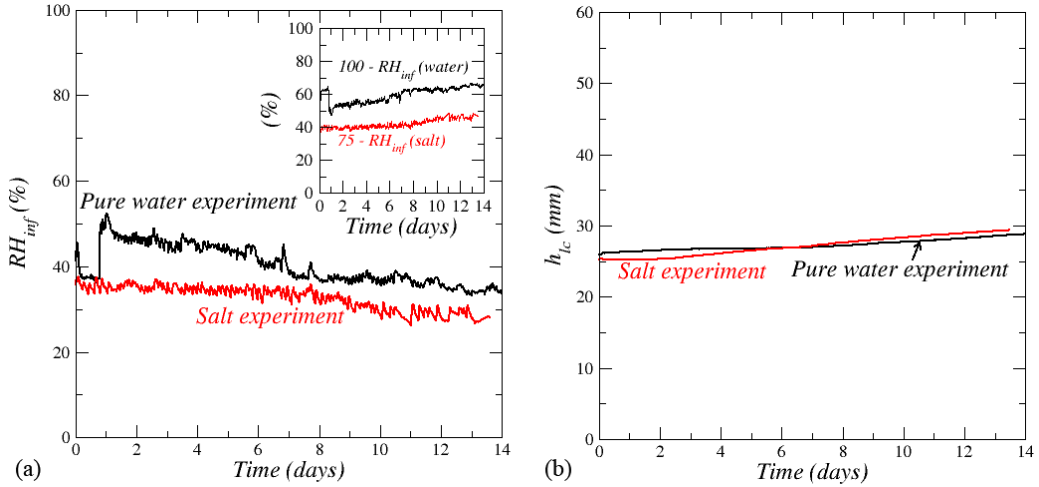 100
80
60
40
20
0
RH_inf (%)
Pure water experiment
Salt experiment
0 2 4 6 8 10 12 14
Time (days)
(a)
100
80
60
40
20
0
(%)
100 - RH_inf (water)
75 - RH_inf (salt)
0 2 4 6 8 10 12 14
Time (days)
60
50
40
30
20
10
0
h_lc (mm)
Salt experiment
Pure water experiment
0 2 4 6 8 10 12 14
Time (days)
(b)